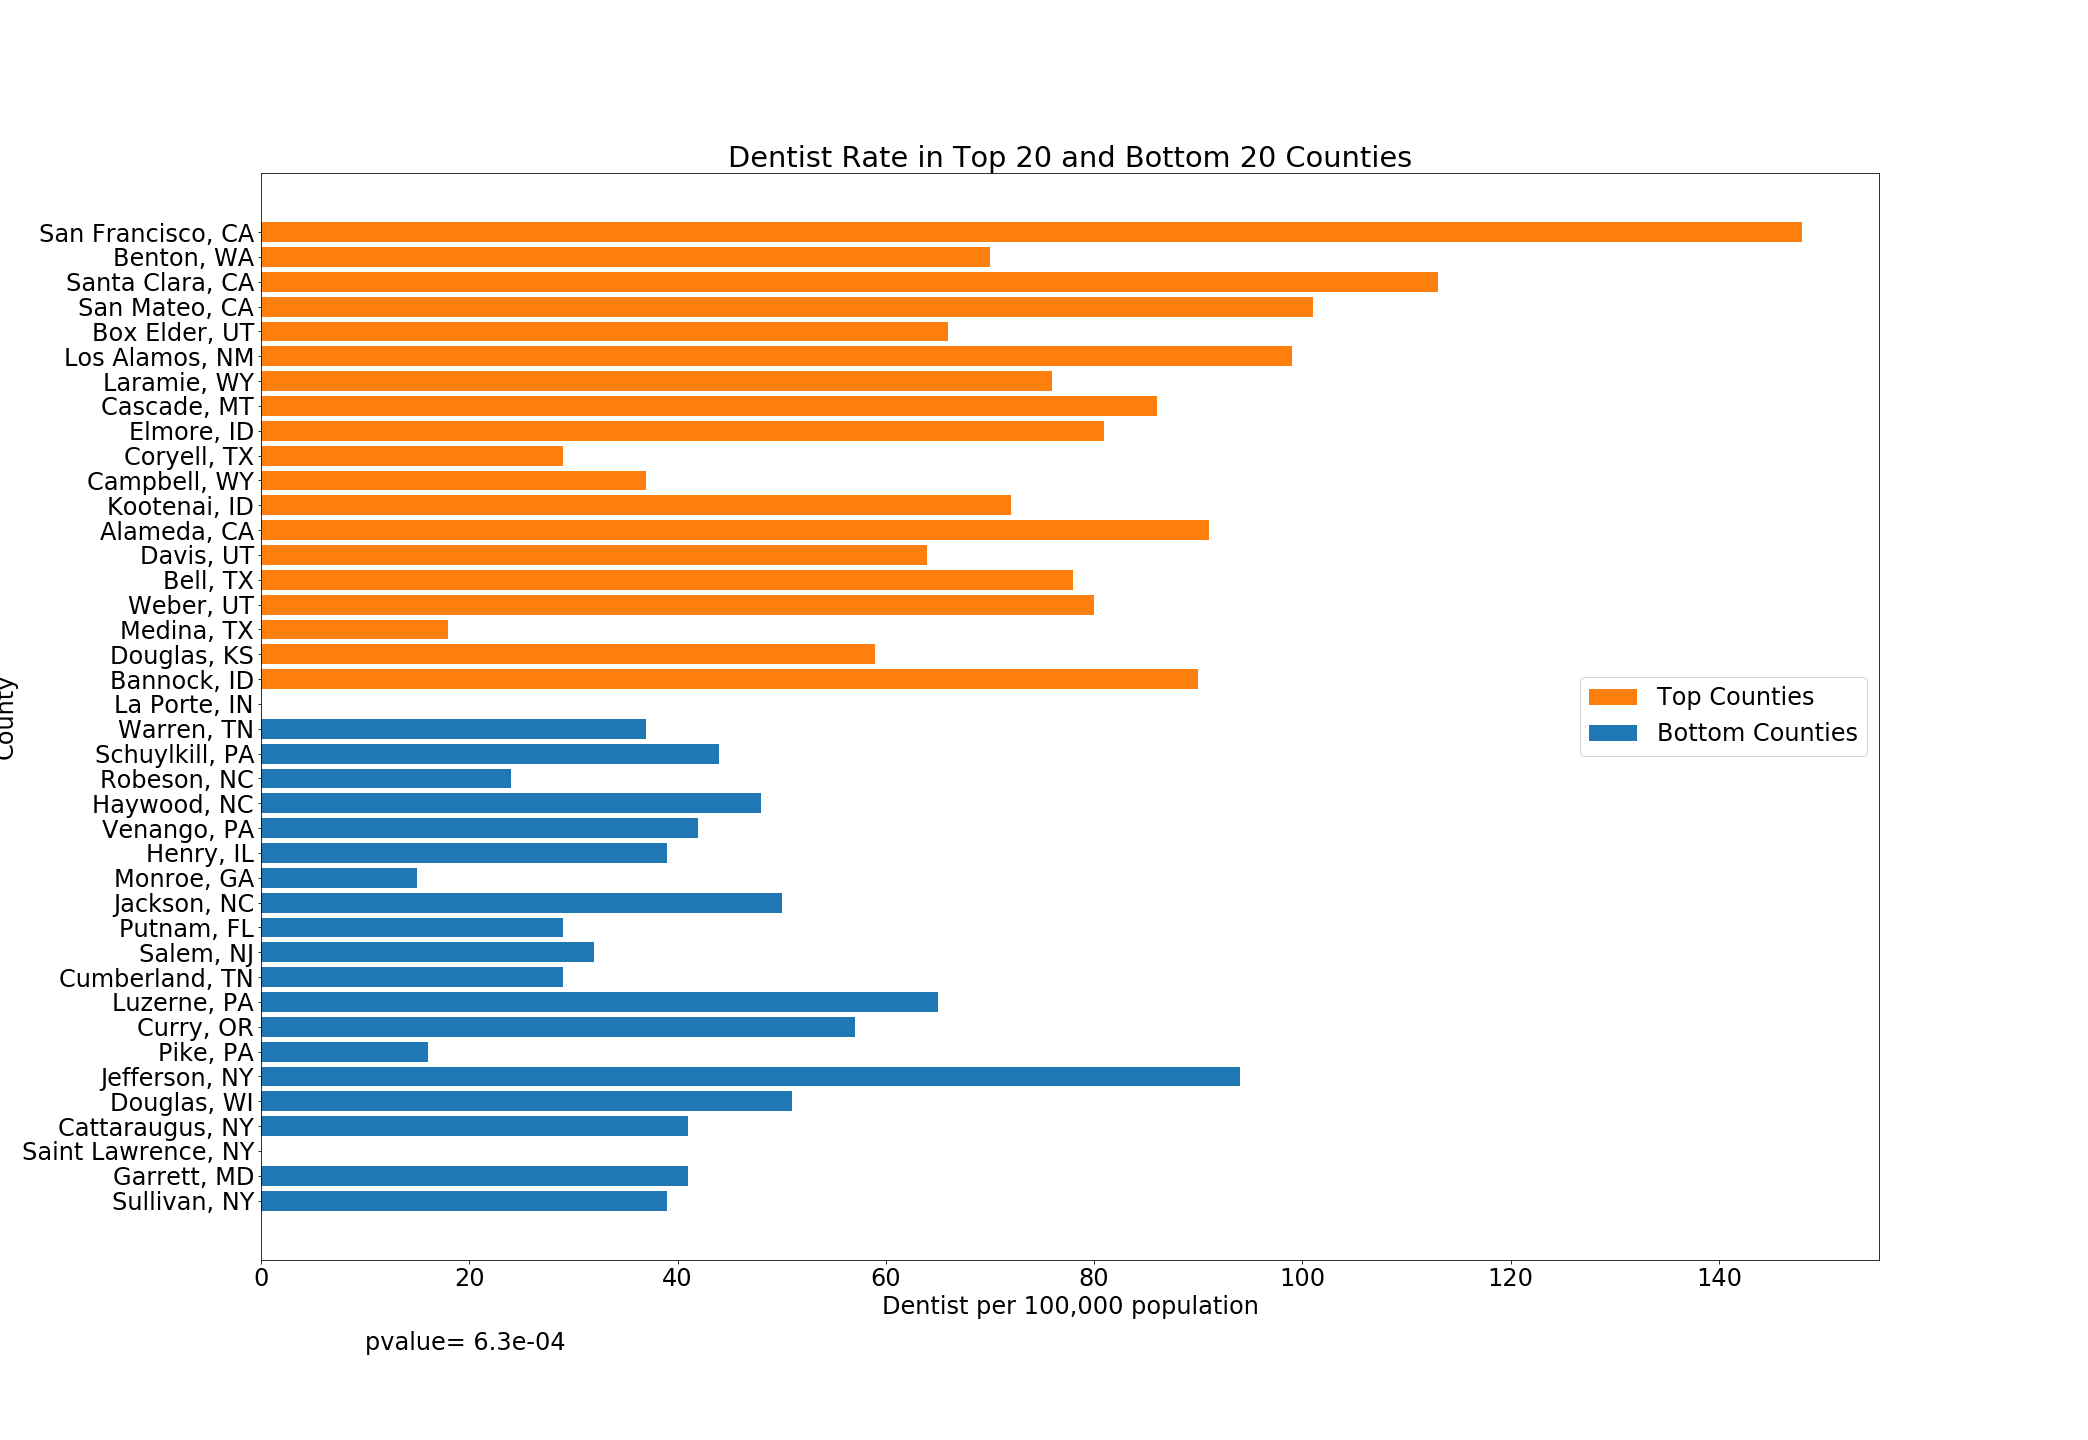 Dentist Rate in Top 20 and Bottom 20 Counties
San Francisco, CA
Benton, WA
Santa Clara, CA
San Mateo, CA
Box Elder, UT
Los Alamos, NM
Laramie, WY
Cascade, MT
Elmore, ID
Coryell, TX
Campbell, WY
Kootenai, ID
Alameda, CA
Davis, UT
Bell, TX
Weber, UT
Medina, TX
Douglas, KS
Bannock, ID
La Porte, IN
Warren, TN
Schuylkill, PA
Robeson, NC
Haywood, NC
Venango, PA
Henry, IL
Monroe, GA
Jackson, NC
Putnam, FL
Salem, NJ
Cumberland, TN
Luzerne, PA
Curry, OR
Pike, PA
Jefferson, NY
Douglas, WI
Cattaraugus, NY
Saint Lawrence, NY
Garrett, MD
Sullivan, NY
County
Top Counties
Bottom Counties
0 20 40 60 80 100 120 140
Dentist per 100,000 population
pvalue= 6.3e-04